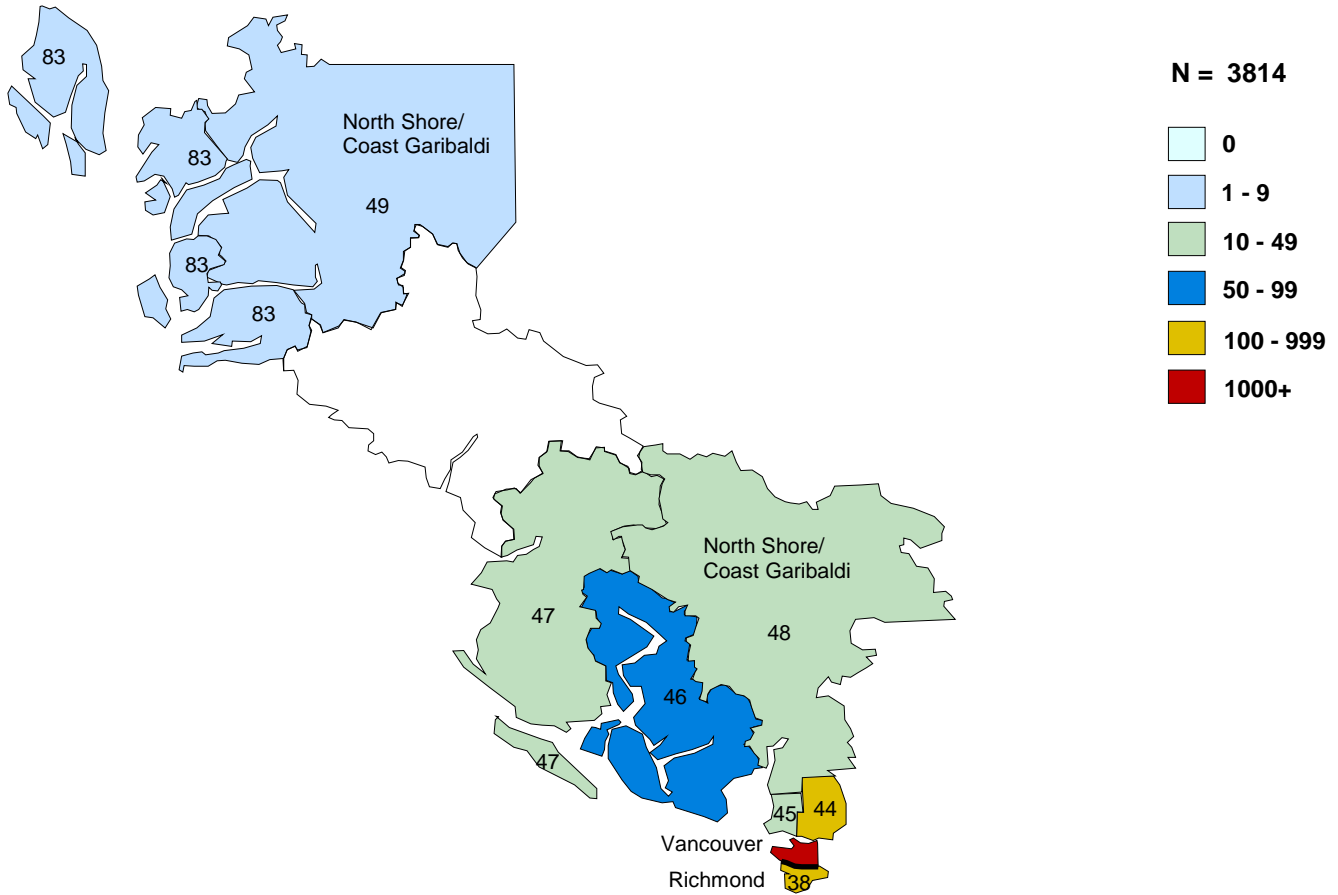 83
N = 3814
North Shore/
Coast Garibaldi
0
83
1 - 9
49
10 - 49
83
50 - 99
83
100 - 999
1000+
North Shore/
Coast Garibaldi
47
48
46
47
45
44
Vancouver
Richmond
38